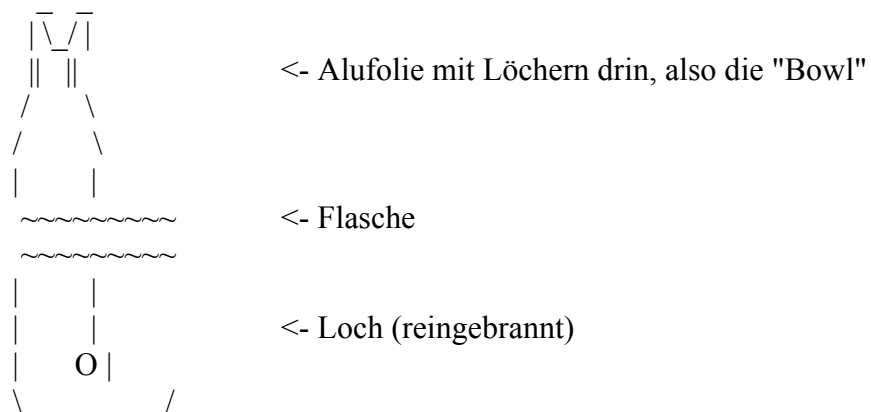 <- Alufolie mit Löchern drin, also die "Bowl"
~~~~~~~~~ <- Flasche
~~~~~~~~~
<- Loch (reingebrannt)
O